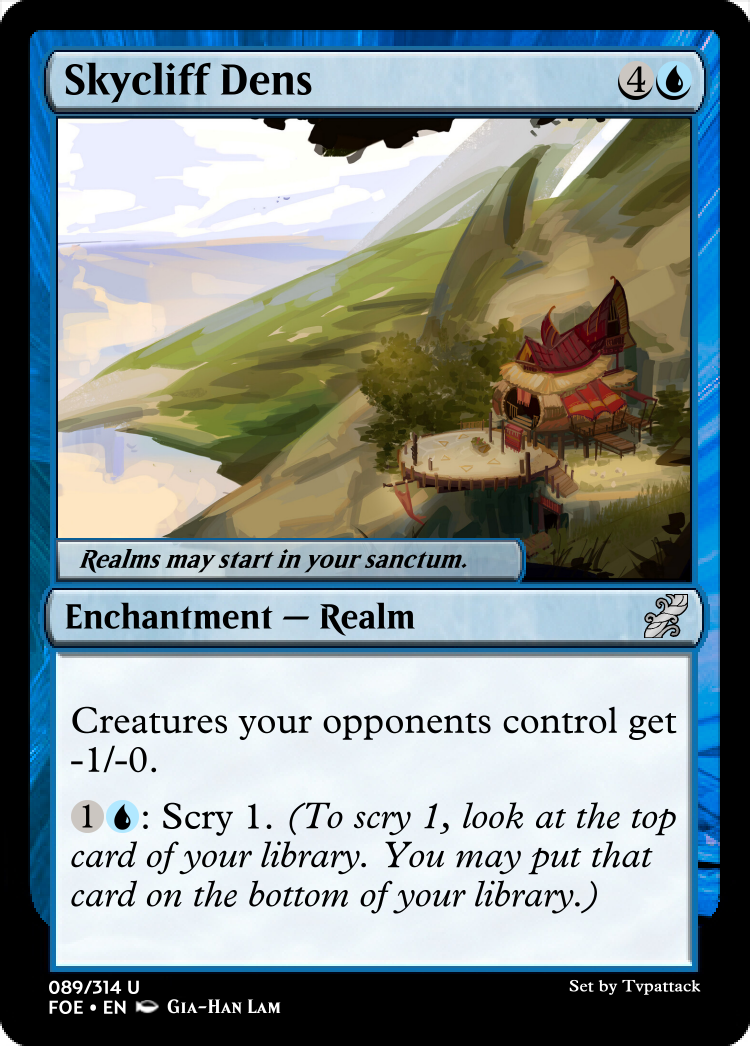 Skycliff Dens 4
Realms may start in your sanctum.
Enchantment — Realm
Creatures your opponents control get
-1/-0.
1: Scry 1. (To scry 1, look at the top
card of your library. You may put that
card on the bottom of your library.)
089/314 U
Set by Tvpattack
FOE • EN Gia-Han Lam